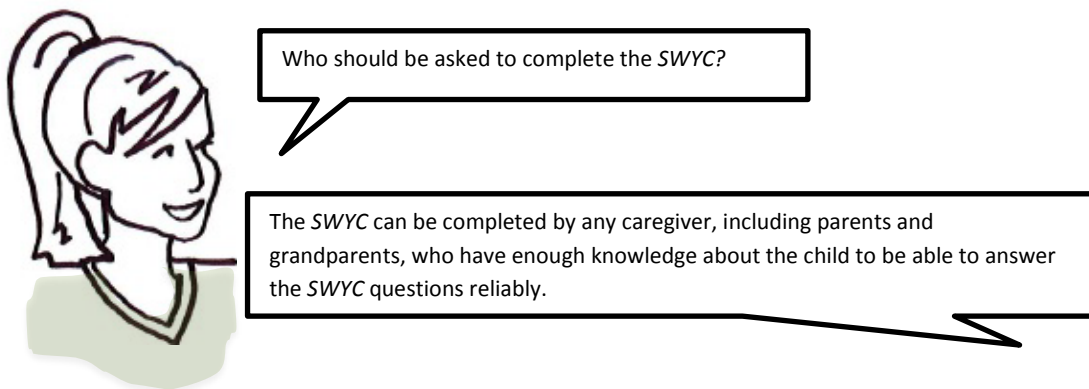 Who should be asked to complete the SWYC?
The SWYC can be completed by any caregiver, including parents and
grandparents, who have enough knowledge about the child to be able to answer
the SWYC questions reliably.